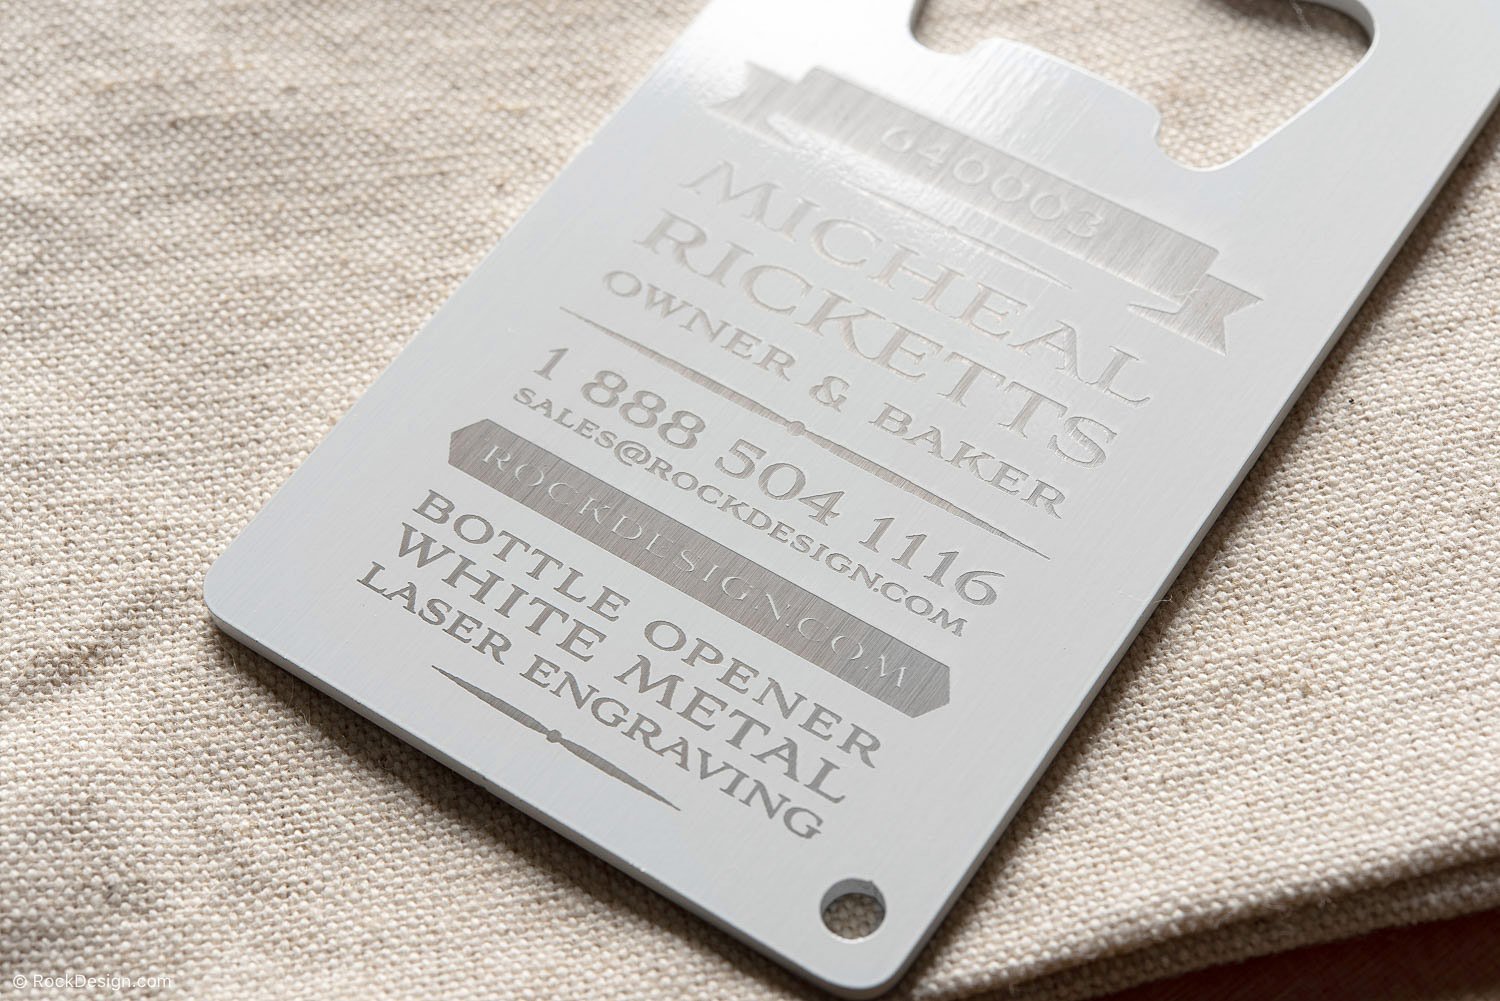 640003
MICHEAL
RICKETTS
OWNER & BAKER
1 888 504 1116
SALES@ROCKDESIGN.COM
ROCKDESIGN.COM
BOTTLE OPENER
WHITE METAL
LASER ENGRAVING
© RockDesign.com